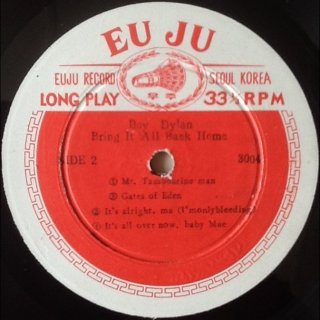 EU JU
EUJU RECORD SEOUL KOREA
LONG PLAY 33⅓ RPM
Boy Dylan
Bring It All Back Home
SIDE 2 3004
① Mr. Tambourine man
② Gates of Eden
③ It's alright, ma (I'monlybleeding)
④ It's all over now, baby blue